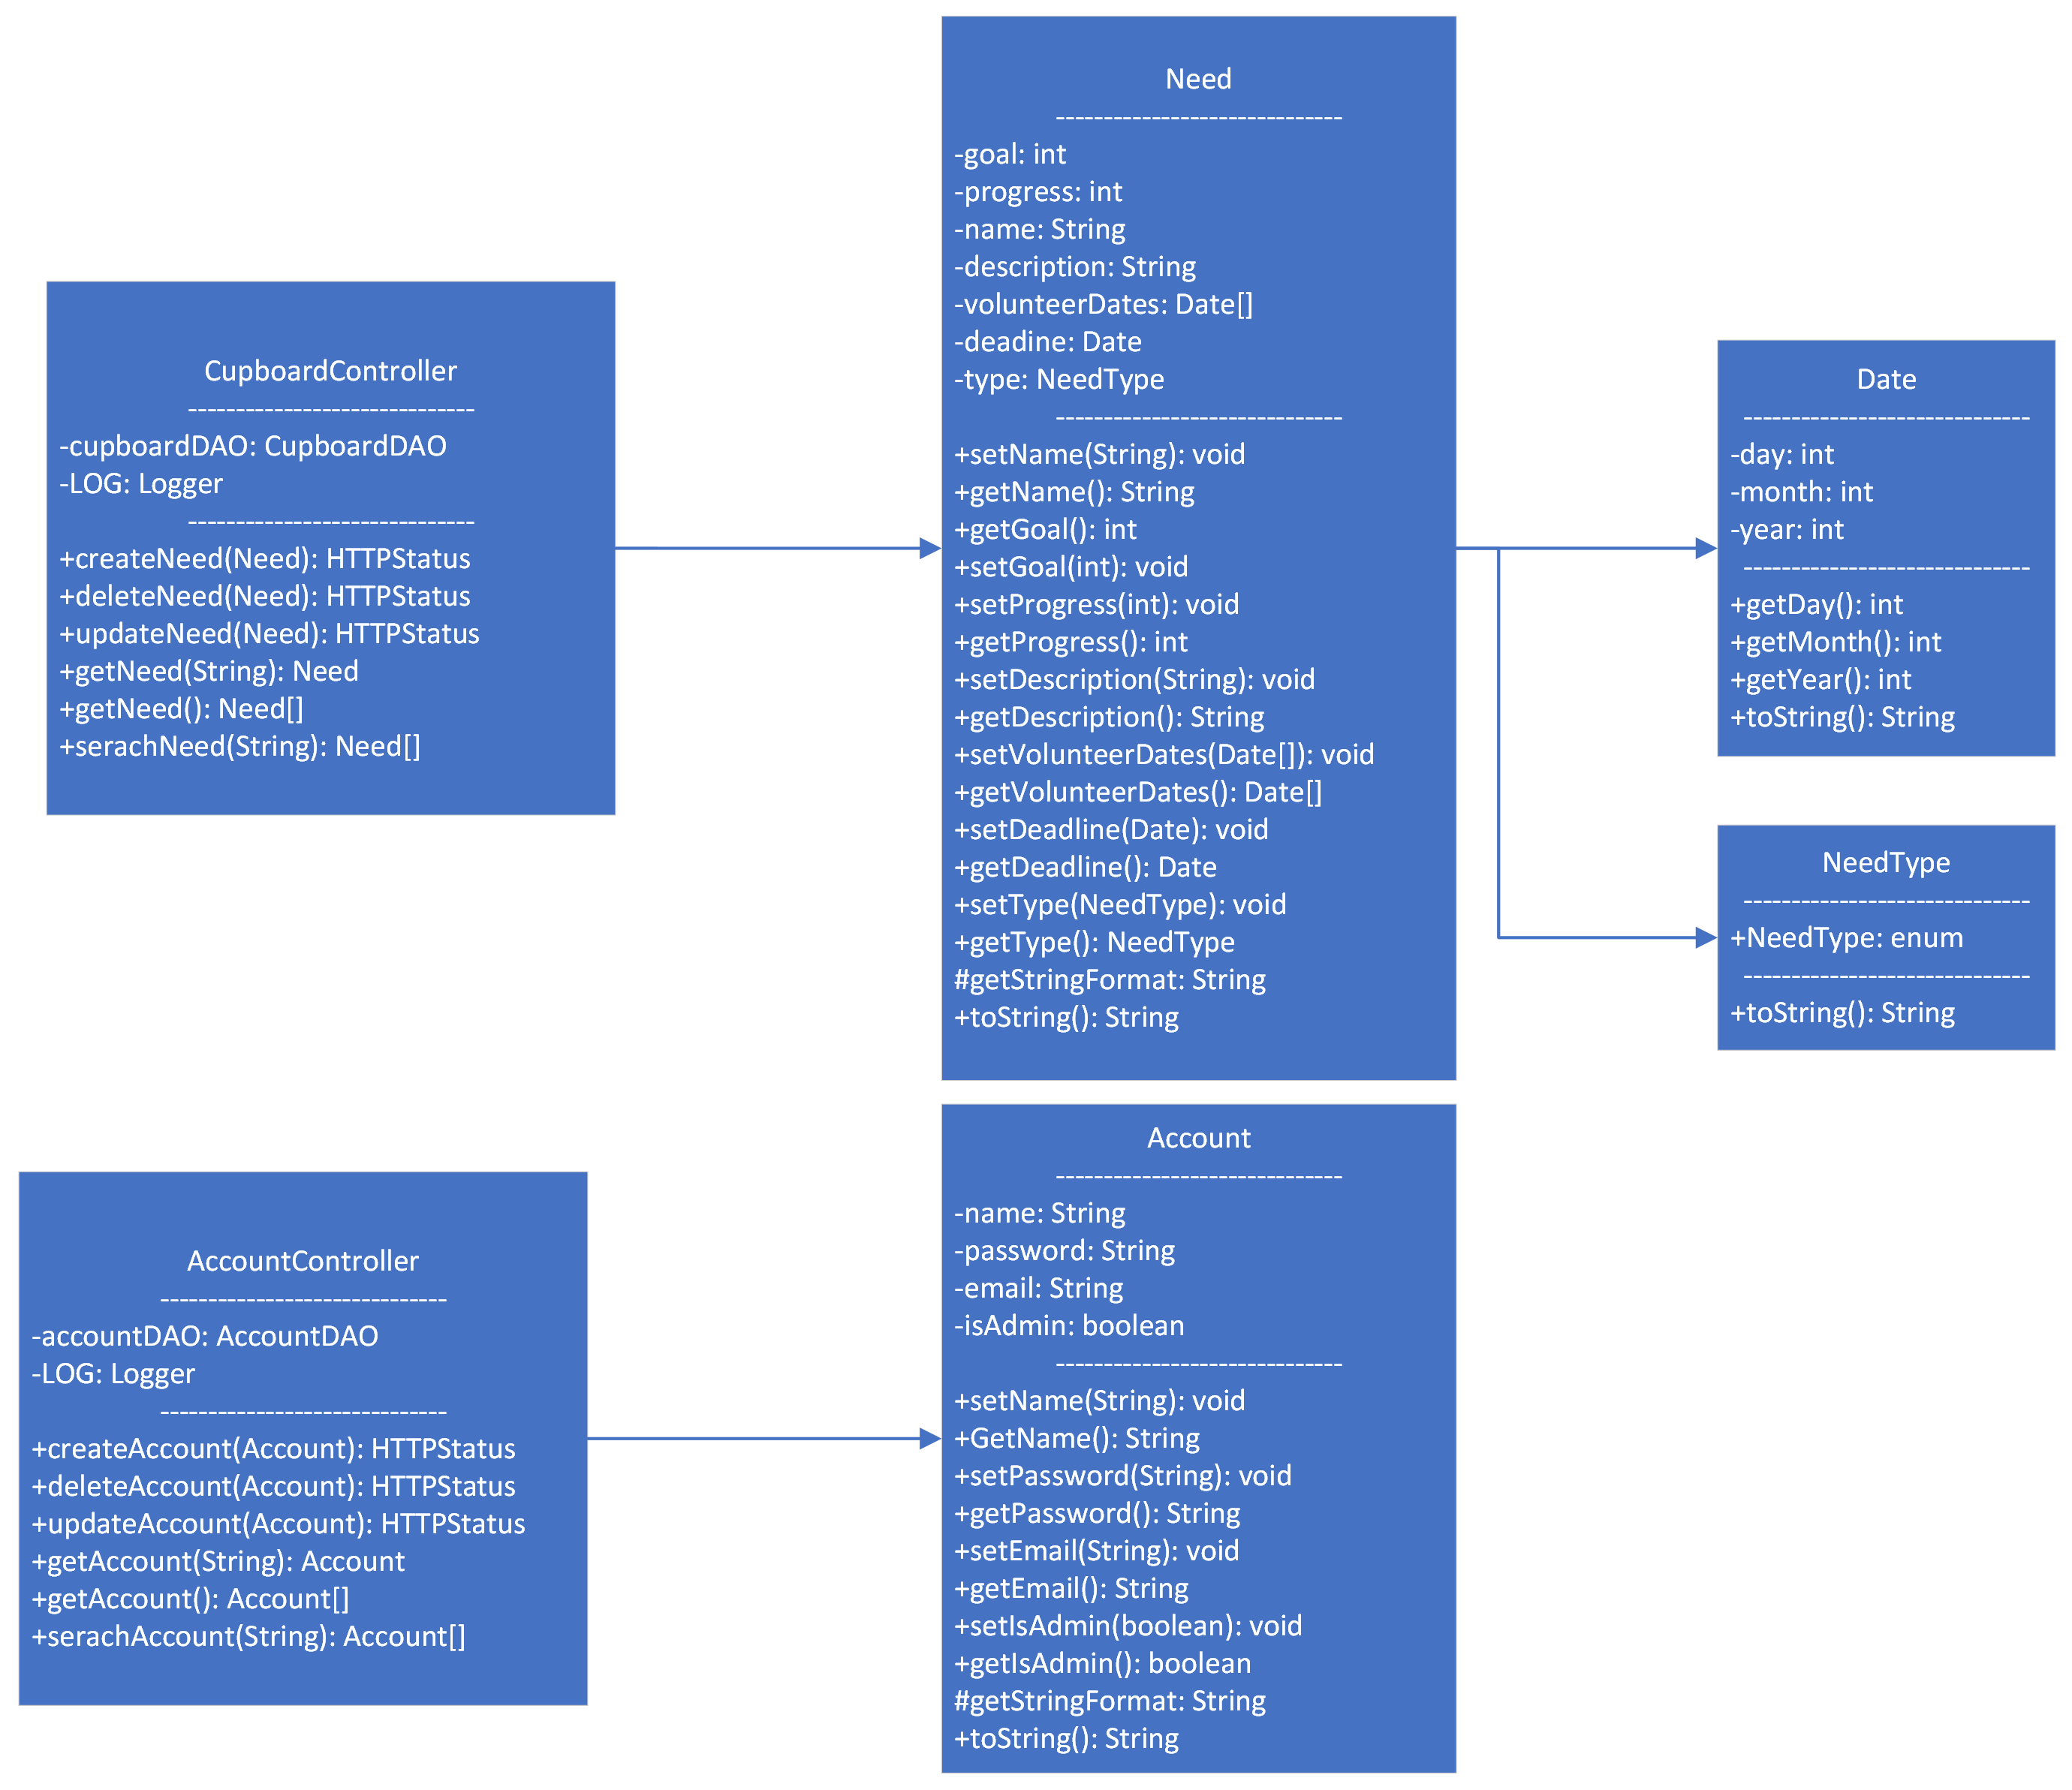 CupboardController
-----------------------------
-cupboardDAO: CupboardDAO
-LOG: Logger
-----------------------------
+createNeed(Need): HTTPStatus
+deleteNeed(Need): HTTPStatus
+updateNeed(Need): HTTPStatus
+getNeed(String): Need
+getNeed(): Need[]
+serachNeed(String): Need[]
Need
-----------------------------
-goal: int
-progress: int
-name: String
-description: String
-volunteerDates: Date[]
-deadine: Date
-type: NeedType
-----------------------------
+setName(String): void
+getName(): String
+getGoal(): int
+setGoal(int): void
+setProgress(int): void
+getProgress(): int
+setDescription(String): void
+getDescription(): String
+setVolunteerDates(Date[]): void
+getVolunteerDates(): Date[]
+setDeadline(Date): void
+getDeadline(): Date
+setType(NeedType): void
+getType(): NeedType
#getStringFormat: String
+toString(): String
Date
-----------------------------
-day: int
-month: int
-year: int
-----------------------------
+getDay(): int
+getMonth(): int
+getYear(): int
+toString(): String
NeedType
-----------------------------
+NeedType: enum
-----------------------------
+toString(): String
AccountController
-----------------------------
-accountDAO: AccountDAO
-LOG: Logger
-----------------------------
+createAccount(Account): HTTPStatus
+deleteAccount(Account): HTTPStatus
+updateAccount(Account): HTTPStatus
+getAccount(String): Account
+getAccount(): Account[]
+serachAccount(String): Account[]
Account
-----------------------------
-name: String
-password: String
-email: String
-isAdmin: boolean
-----------------------------
+setName(String): void
+GetName(): String
+setPassword(String): void
+getPassword(): String
+setEmail(String): void
+getEmail(): String
+setIsAdmin(boolean): void
+getIsAdmin(): boolean
#getStringFormat: String
+toString(): String